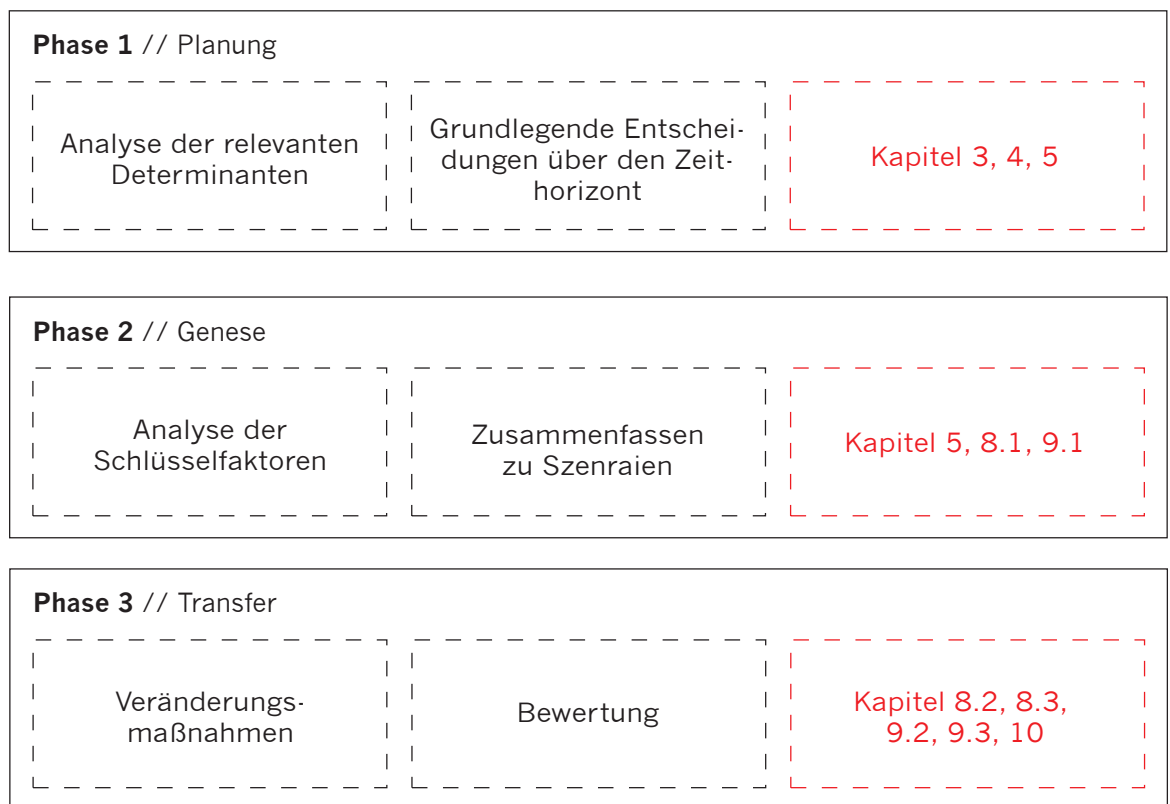 Phase 1 // Planung
Analyse der relevanten
Determinanten
Grundlegende Entschei-
dungen über den Zeit-
horizont
Kapitel 3, 4, 5
Phase 2 // Genese
Analyse der
Schlüsselfaktoren
Zusammenfassen
zu Szenraien
Kapitel 5, 8.1, 9.1
Phase 3 // Transfer
Veränderungs-
maßnahmen
Bewertung
Kapitel 8.2, 8.3,
9.2, 9.3, 10